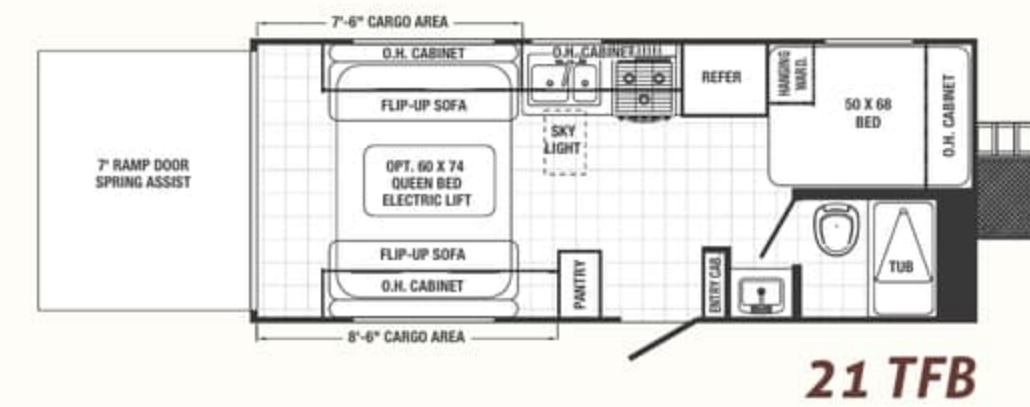 7'-6" CARGO AREA
O.H. CABINET
O.H. CABINET
FLIP-UP SOFA
REFER
HANGING
WARD.
50 X 68
BED
O.H. CABINET
SKY
LIGHT
7' RAMP DOOR
SPRING ASSIST
OPT. 60 X 74
QUEEN BED
ELECTRIC LIFT
FLIP-UP SOFA
O.H. CABINET
PANTRY
ENTRY CAB.
TUB
8'-6" CARGO AREA
21 TFB